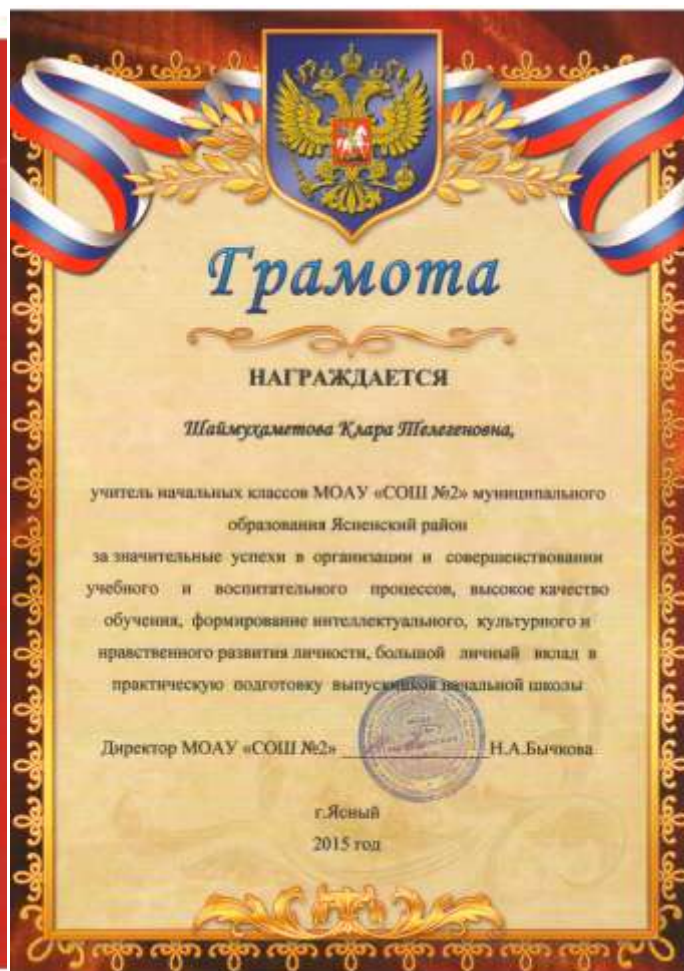 Грамота
НАГРАЖДАЕТСЯ
Шаймухаметова Клара Телегеновна,
учитель начальных классов МОАУ «СОШ №2» муниципального
образования Ясненский район
за значительные успехи в организации и совершенствовании
учебного и воспитательного процессов, высокое качество
обучения, формирование интеллектуального, культурного и
нравственного развития личности, большой личный вклад в
практическую подготовку выпускников начальной школы
Директор МОАУ «СОШ №2» Н.А.Бычкова
г.Ясный
2015 год